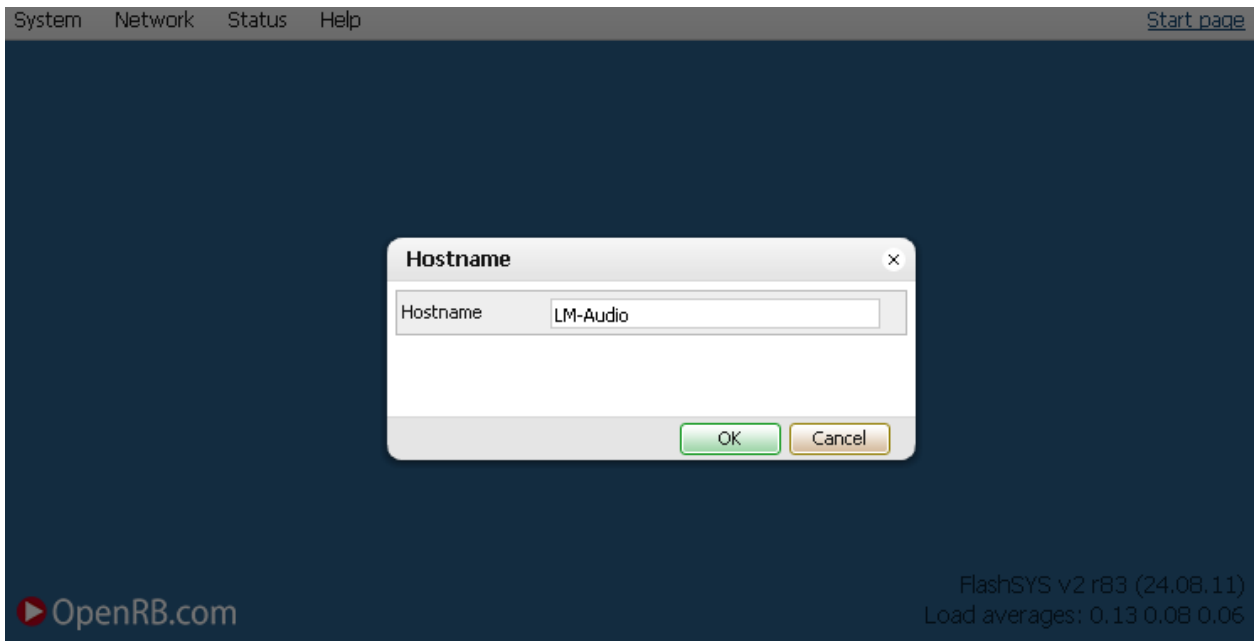 System Network Status Help Start page
Hostname
Hostname LM-Audio
OK Cancel
FlashSYS v2 r83 (24.08.11)
OpenRB.com Load averages: 0.13 0.08 0.06